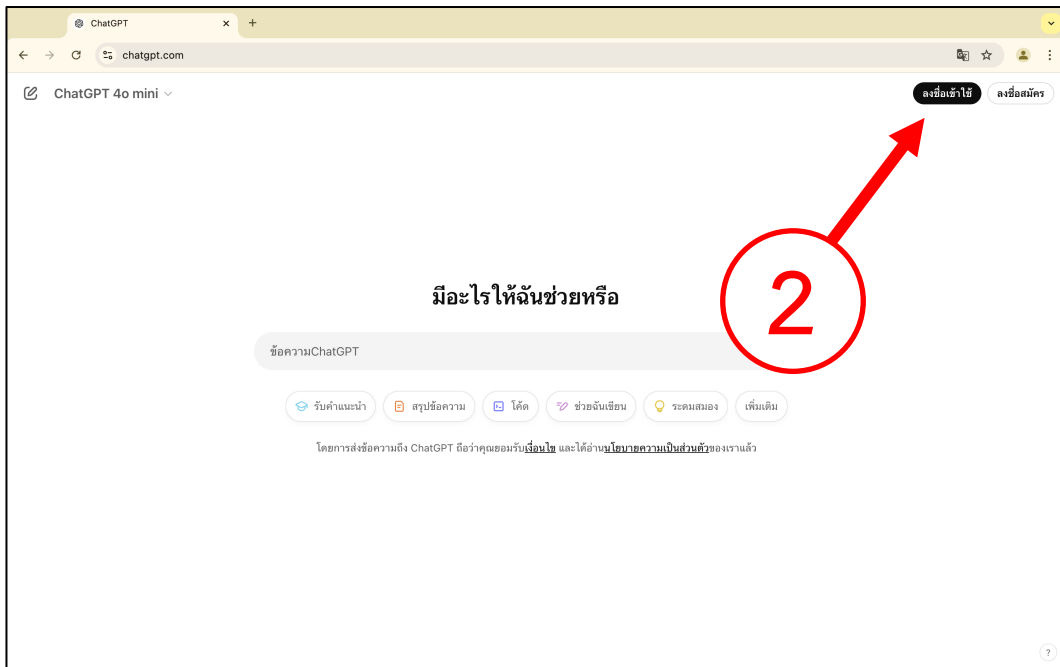 ChatGPT
chatgpt.com
ChatGPT 4o mini
ลงชื่อเข้าใช้
ลงชื่อสมัคร
2
มีอะไรให้ฉันช่วยหรือ
ข้อความChatGPT
รับคำแนะนำ
สรุปข้อความ
โค้ด
ช่วยฉันเขียน
ระดมสมอง
เพิ่มเติม
โดยการส่งข้อความถึง ChatGPT ถือว่าคุณยอมรับเงื่อนไข และได้อ่านนโยบายความเป็นส่วนตัวของเราแล้ว
?